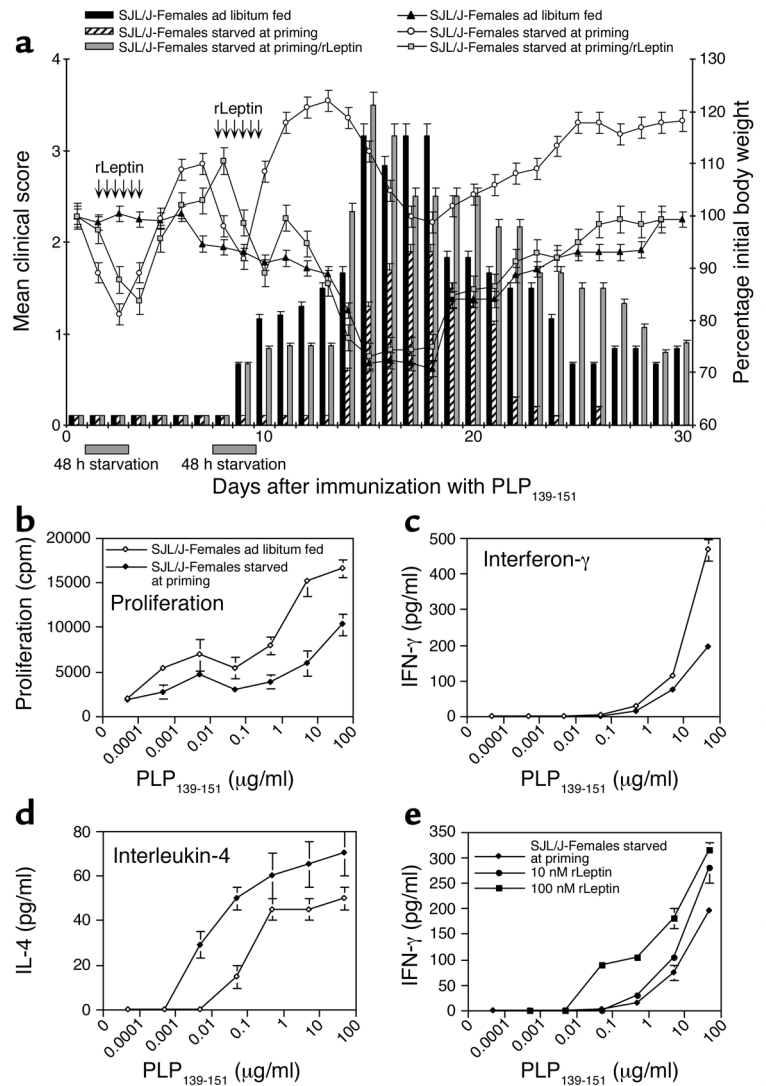 SJL/J-Females ad libitum fed
SJL/J-Females starved at priming
SJL/J-Females starved at priming/rLeptin
SJL/J-Females ad libitum fed
SJL/J-Females starved at priming
SJL/J-Females starved at priming/rLeptin
a
4
3
2
1
0
Mean clinical score
rLeptin
rLeptin
130
120
110
100
90
80
70
60
Percentage initial body weight
0
10
20
30
48 h starvation
48 h starvation
Days after immunization with PLP139-151
b
20000
15000
10000
5000
0
Proliferation (cpm)
SJL/J-Females ad libitum fed
SJL/J-Females starved
at priming
Proliferation
0.0001
0.001
0.01
0.1
1
10
100
PLP139-151 (μg/ml)
c
500
400
300
200
100
0
IFN-γ (pg/ml)
Interferon-γ
0.0001
0.001
0.01
0.1
1
10
100
PLP139-151 (μg/ml)
d
80
60
40
20
0
IL-4 (pg/ml)
Interleukin-4
0.0001
0.001
0.01
0.1
1
10
100
PLP139-151 (μg/ml)
e
350
300
250
200
150
100
50
0
IFN-γ (pg/ml)
SJL/J-Females starved
at priming
10 nM rLeptin
100 nM rLeptin
0.0001
0.001
0.01
0.1
1
10
100
PLP139-151 (μg/ml)